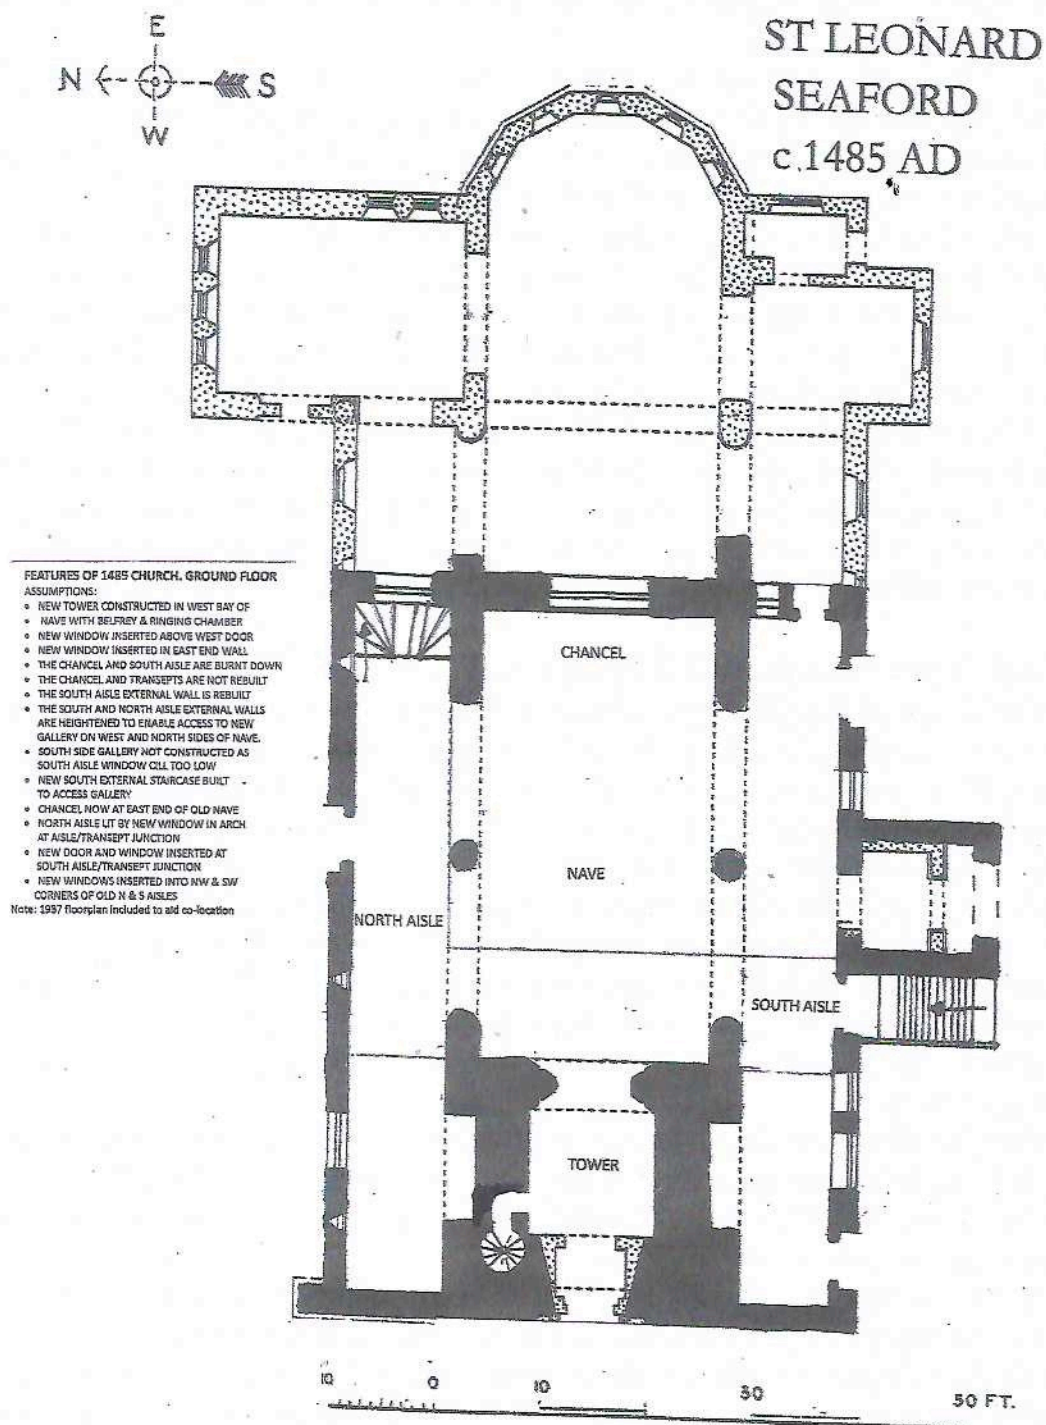 E
N S
W
ST LEONARD
SEAFORD
c.1485 AD
FEATURES OF 1485 CHURCH. GROUND FLOOR
ASSUMPTIONS:
NEW TOWER CONSTRUCTED IN WEST BAY OF
NAVE WITH BELFREY & RINGING CHAMBER
NEW WINDOW INSERTED ABOVE WEST DOOR
NEW WINDOW INSERTED IN EAST END WALL
THE CHANCEL AND SOUTH AISLE ARE BURNT DOWN
THE CHANCEL AND TRANSEPTS ARE NOT REBUILT
THE SOUTH AISLE EXTERNAL WALL IS REBUILT
THE SOUTH AND NORTH AISLE EXTERNAL WALLS
ARE HEIGHTENED TO ENABLE ACCESS TO NEW
GALLERY ON WEST AND NORTH SIDES OF NAVE.
SOUTH SIDE GALLERY NOT CONSTRUCTED AS
SOUTH AISLE WINDOW CILL TOO LOW
NEW SOUTH EXTERNAL STAIRCASE BUILT
TO ACCESS GALLERY
CHANCEL NOW AT EAST END OF OLD NAVE
NORTH AISLE LIT BY NEW WINDOW IN ARCH
AT AISLE/TRANSEPT JUNCTION
NEW DOOR AND WINDOW INSERTED AT
SOUTH AISLE/TRANSEPT JUNCTION
NEW WINDOWS INSERTED INTO NW & SW
CORNERS OF OLD N & S AISLES
Note: 1937 floorplan included to aid co-location
CHANCEL
NAVE
NORTH AISLE
SOUTH AISLE
TOWER
10 0 10 30 50 FT.